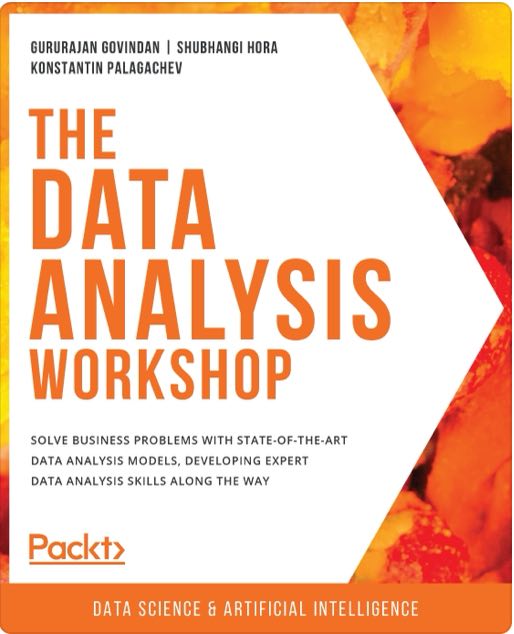 GURURAJAN GOVINDAN | SHUBHANGI HORA
KONSTANTIN PALAGACHEV
THE
DATA
ANALYSIS
WORKSHOP
SOLVE BUSINESS PROBLEMS WITH STATE-OF-THE-ART
DATA ANALYSIS MODELS, DEVELOPING EXPERT
DATA ANALYSIS SKILLS ALONG THE WAY
Packt>
DATA SCIENCE & ARTIFICIAL INTELLIGENCE